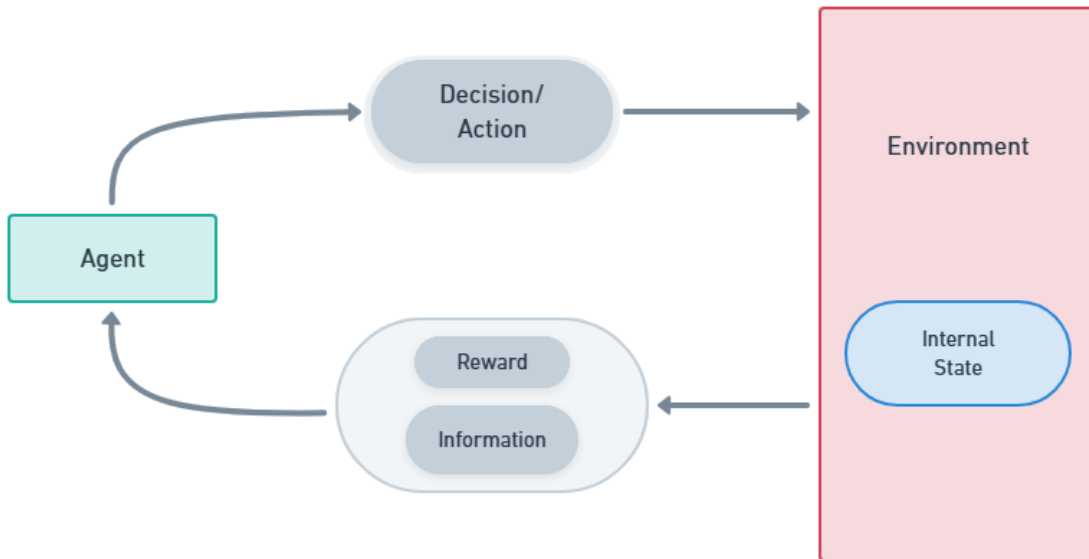 Decision/
Action
Environment
Agent
Internal
State
Reward
Information